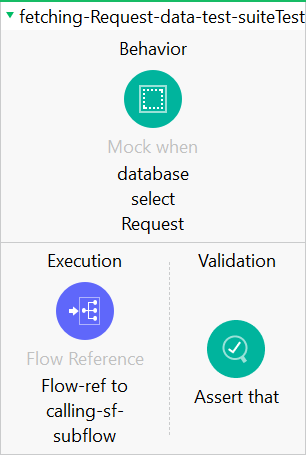 fetching-Request-data-test-suiteTest
Behavior
Mock when
database
select
Request
Execution
Flow Reference
Flow-ref to
calling-sf-
subflow
Validation
Assert that